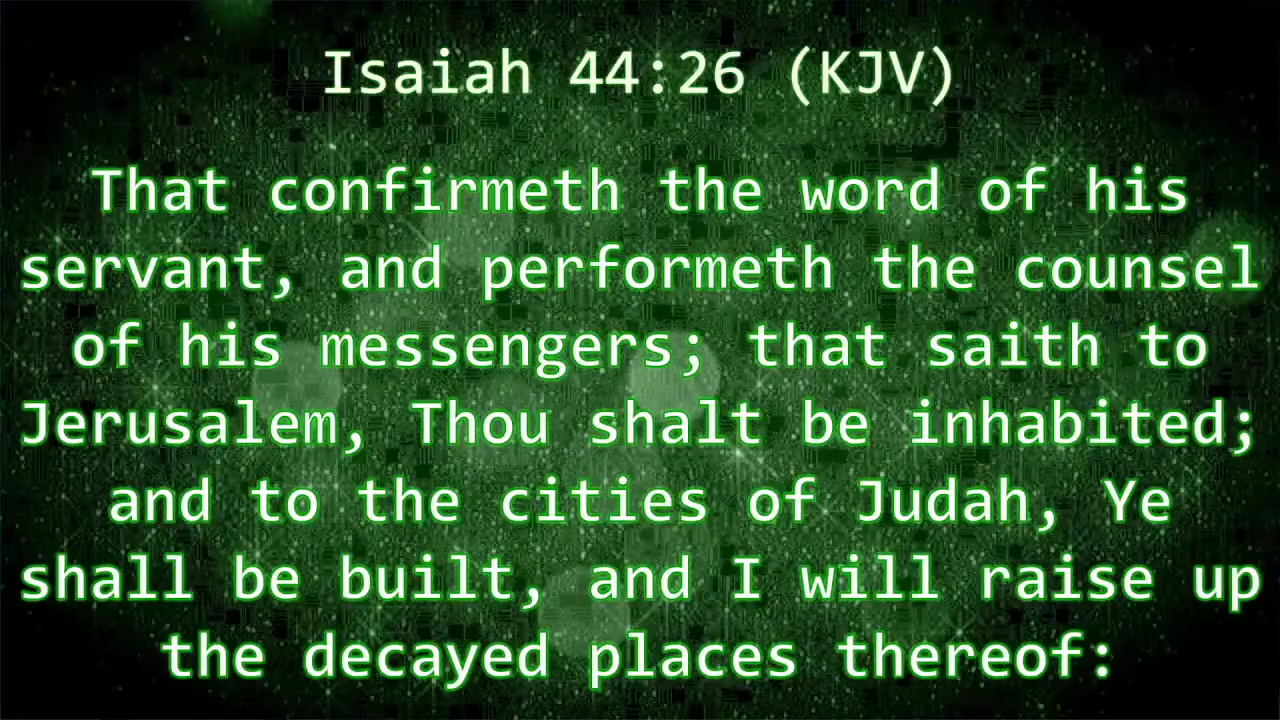 Isaiah 44:26 (KJV)
That confirmeth the word of his
servant, and performeth the counsel
of his messengers; that saith to
Jerusalem, Thou shalt be inhabited;
and to the cities of Judah, Ye
shall be built, and I will raise up
the decayed places thereof: